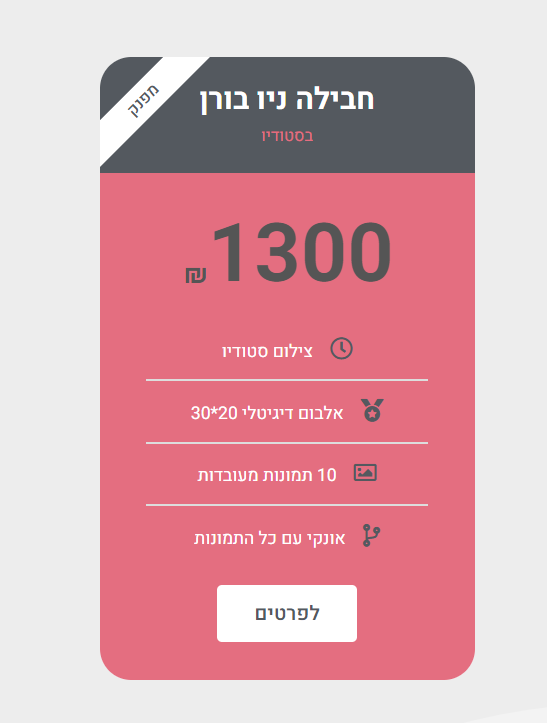 מפנק
חבילה ניו בורן
בסטודיו
1300 ₪
צילום סטודיו
אלבום דיגיטלי 20*30
10 תמונות מעובדות
אונקי עם כל התמונות
לפרטים